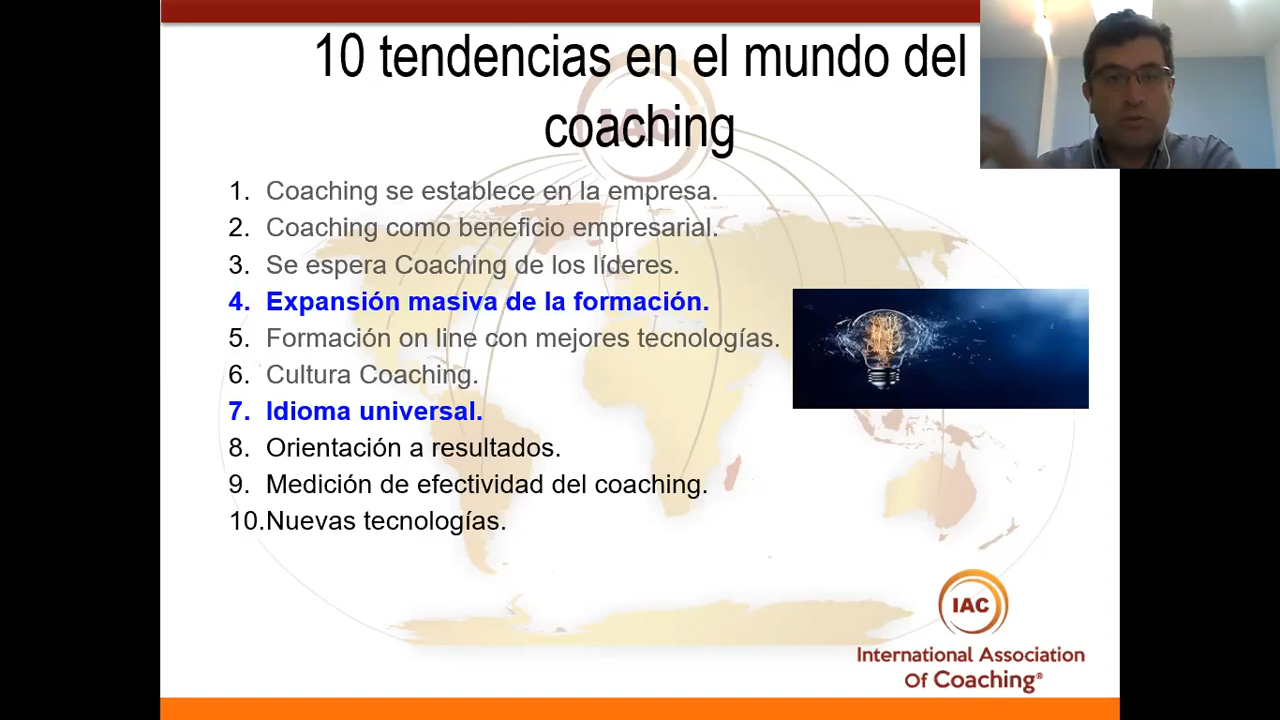 10 tendencias en el mundo del
coaching
1. Coaching se establece en la empresa.
2. Coaching como beneficio empresarial.
3. Se espera Coaching de los líderes.
4. Expansión masiva de la formación.
5. Formación on line con mejores tecnologías.
6. Cultura Coaching.
7. Idioma universal.
8. Orientación a resultados.
9. Medición de efectividad del coaching.
10.Nuevas tecnologías.
IAC
IAC
International Association
Of Coaching®